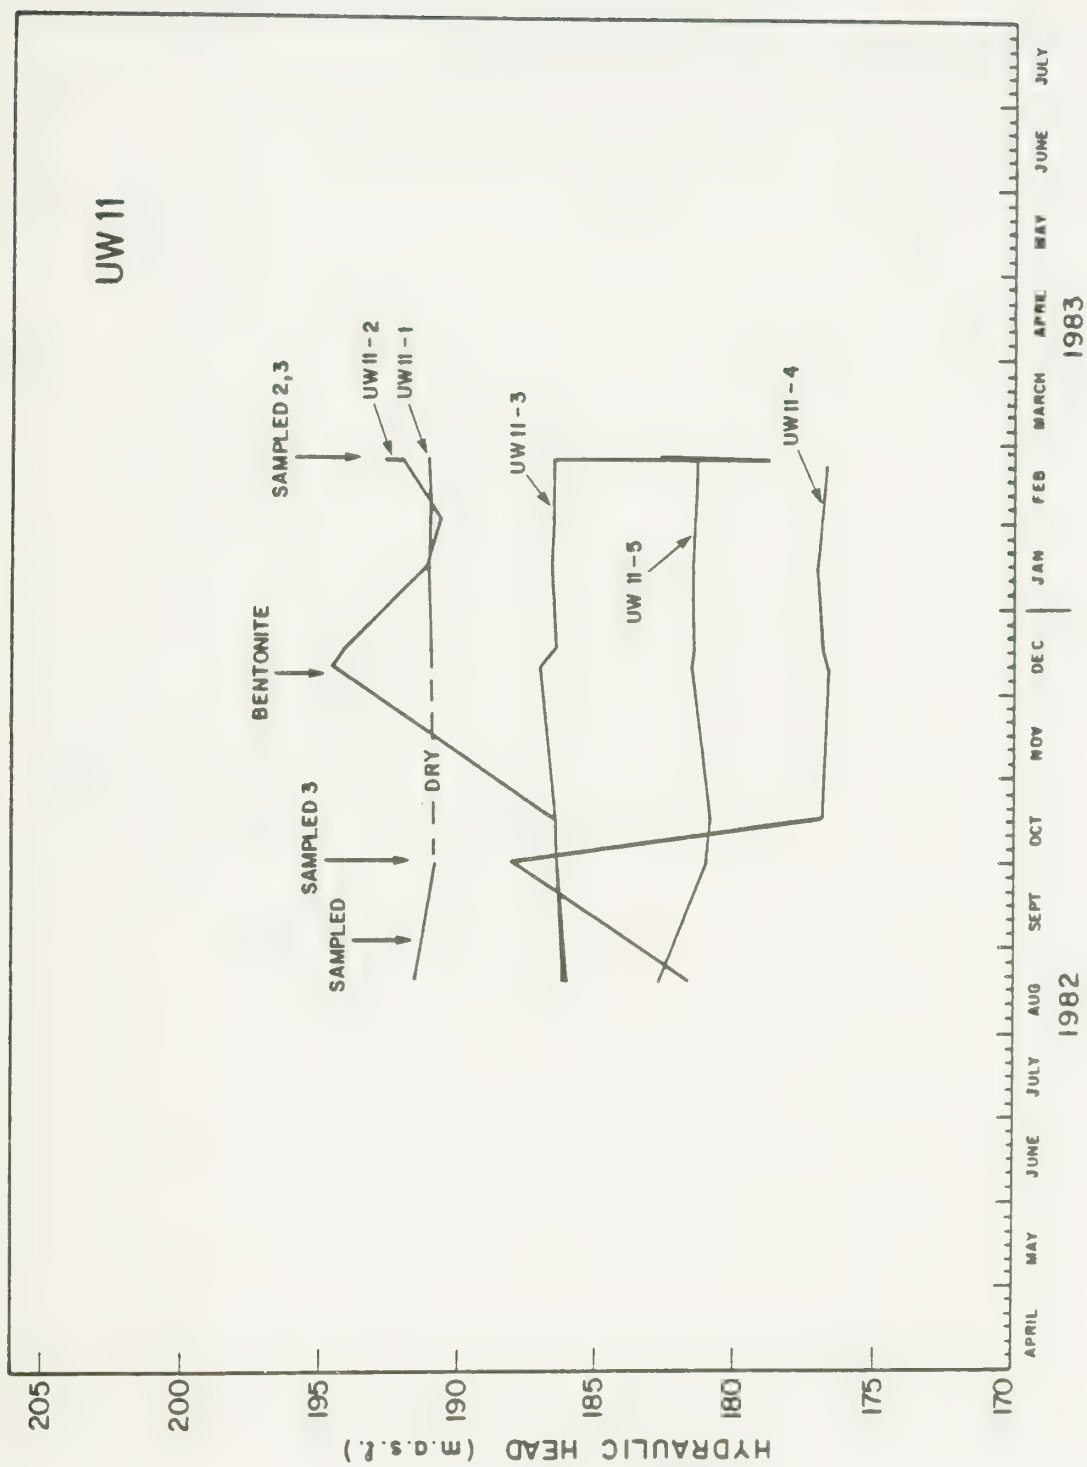 UW 11
SAMPLED 2,3
UW11-2
UW11-1
BENTONITE
SAMPLED 3
SAMPLED
DRY
UW11-3
UW 11-5
UW11-4
HYDRAULIC HEAD (m.a.s.l.)
205
200
195
190
185
180
175
170
APRIL MAY JUNE JULY AUG SEPT OCT NOV DEC JAN FEB MARCH APRIL MAY JUNE JULY
1982 1983